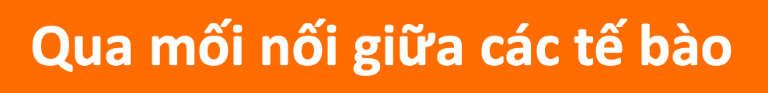 Qua mối nối giữa các tế bào